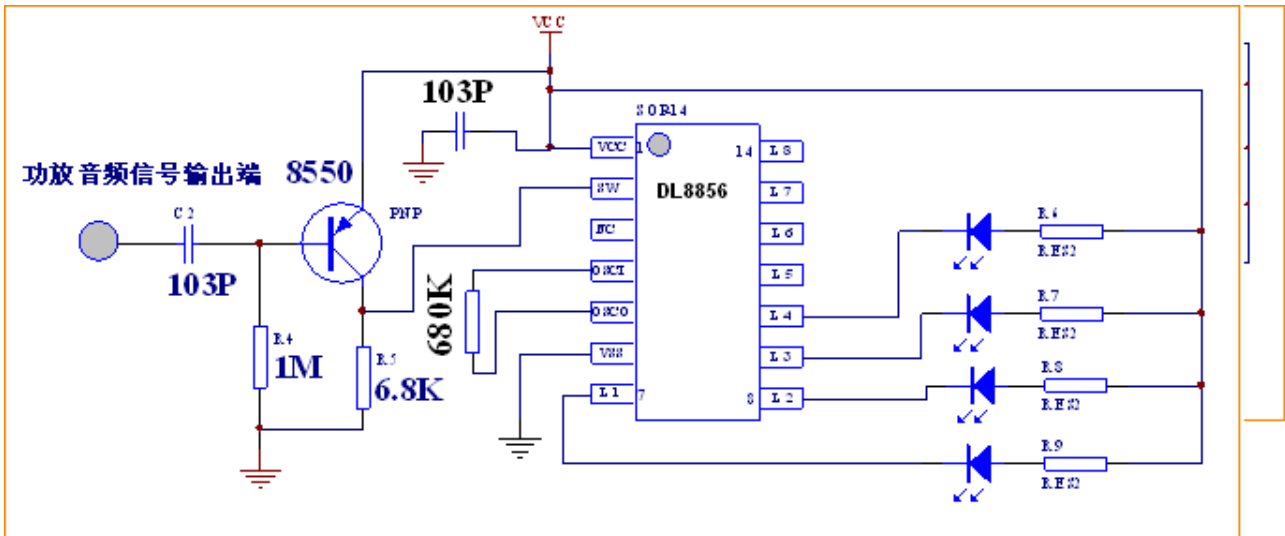 VCC
103P
SOP14
功放音频信号输出端
8550
PNP
C2
103P
R4
1M
R5
6.8K
680K
DL8856
VCC
1
SW
BC
OSCI
OSCO
VSS
L1
7
14
L8
L7
L6
L5
L4
L3
8
L2
R6
RES2
R7
RES2
R8
RES2
R9
RES2